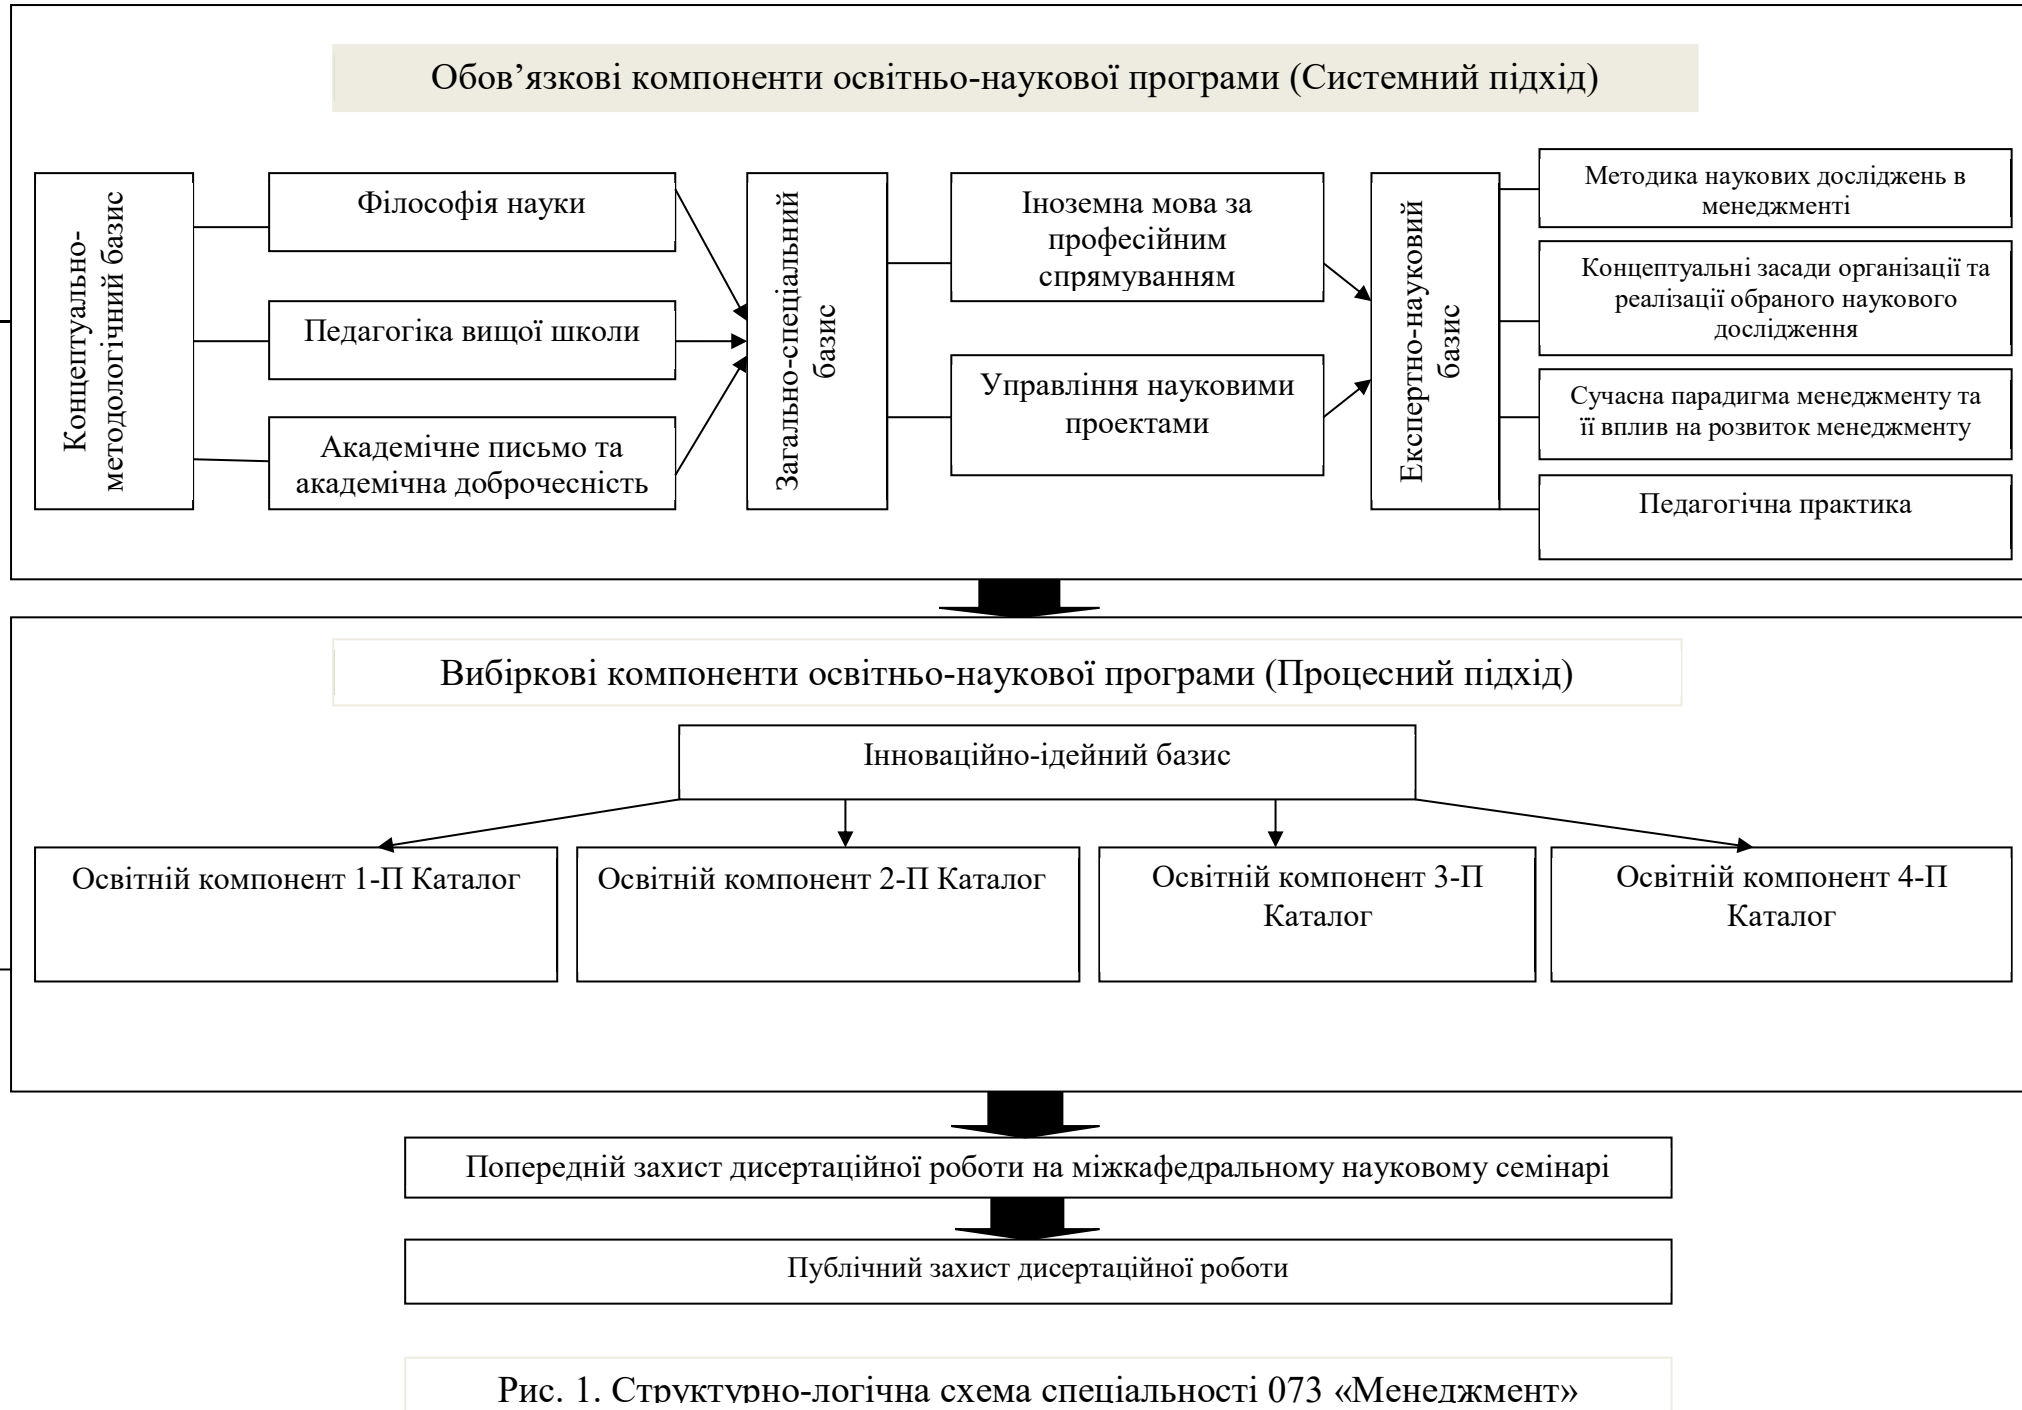 Обов’язкові компоненти освітньо-наукової програми (Системний підхід)
Концептуально-
методологічний базис
Філософія науки
Педагогіка вищої школи
Академічне письмо та
академічна доброчесність
Загально-спеціальний
базис
Іноземна мова за
професійним
спрямуванням
Управління науковими
проектами
Експертно-науковий
базис
Методика наукових досліджень в
менеджменті
Концептуальні засади організації та
реалізації обраного наукового
дослідження
Сучасна парадигма менеджменту та
її вплив на розвиток менеджменту
Педагогічна практика
Вибіркові компоненти освітньо-наукової програми (Процесний підхід)
Інноваційно-ідейний базис
Освітній компонент 1-П Каталог
Освітній компонент 2-П Каталог
Освітній компонент 3-П
Каталог
Освітній компонент 4-П
Каталог
Попередній захист дисертаційної роботи на міжкафедральному науковому семінарі
Публічний захист дисертаційної роботи
Рис. 1. Структурно-логічна схема спеціальності 073 «Менеджмент»